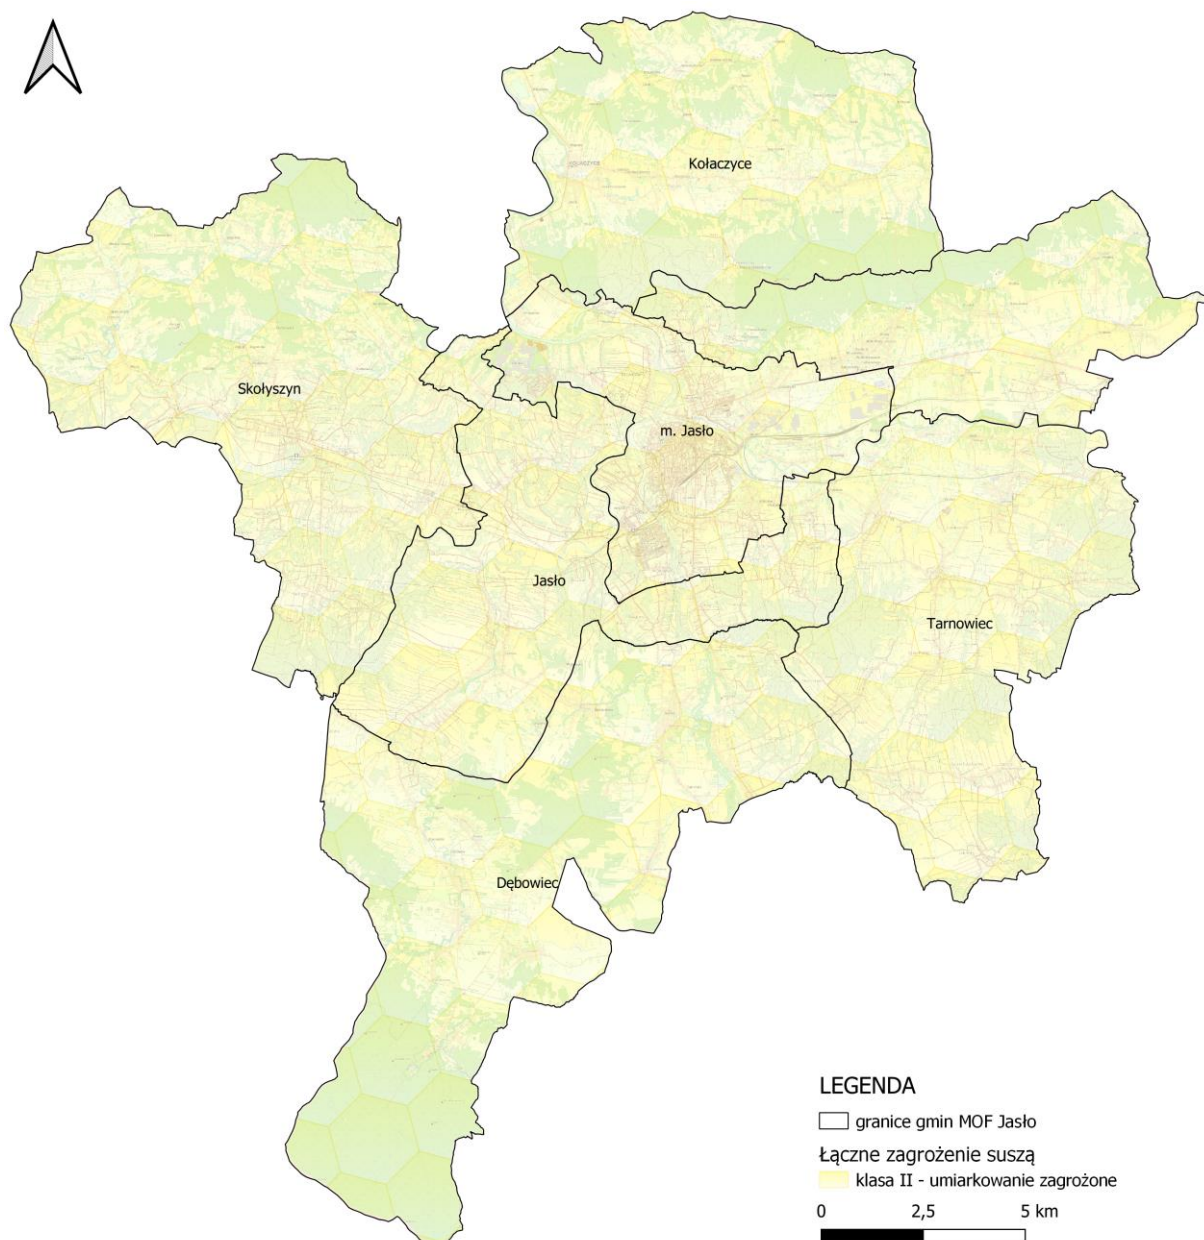 Kołaczyce
Skołyszyn
m. Jasło
Jasło
Tarnowiec
Dębowiec
LEGENDA
granice gmin MOF Jasło
Łączne zagrożenie suszą
klasa II - umiarkowanie zagrożone
0 2,5 5 km